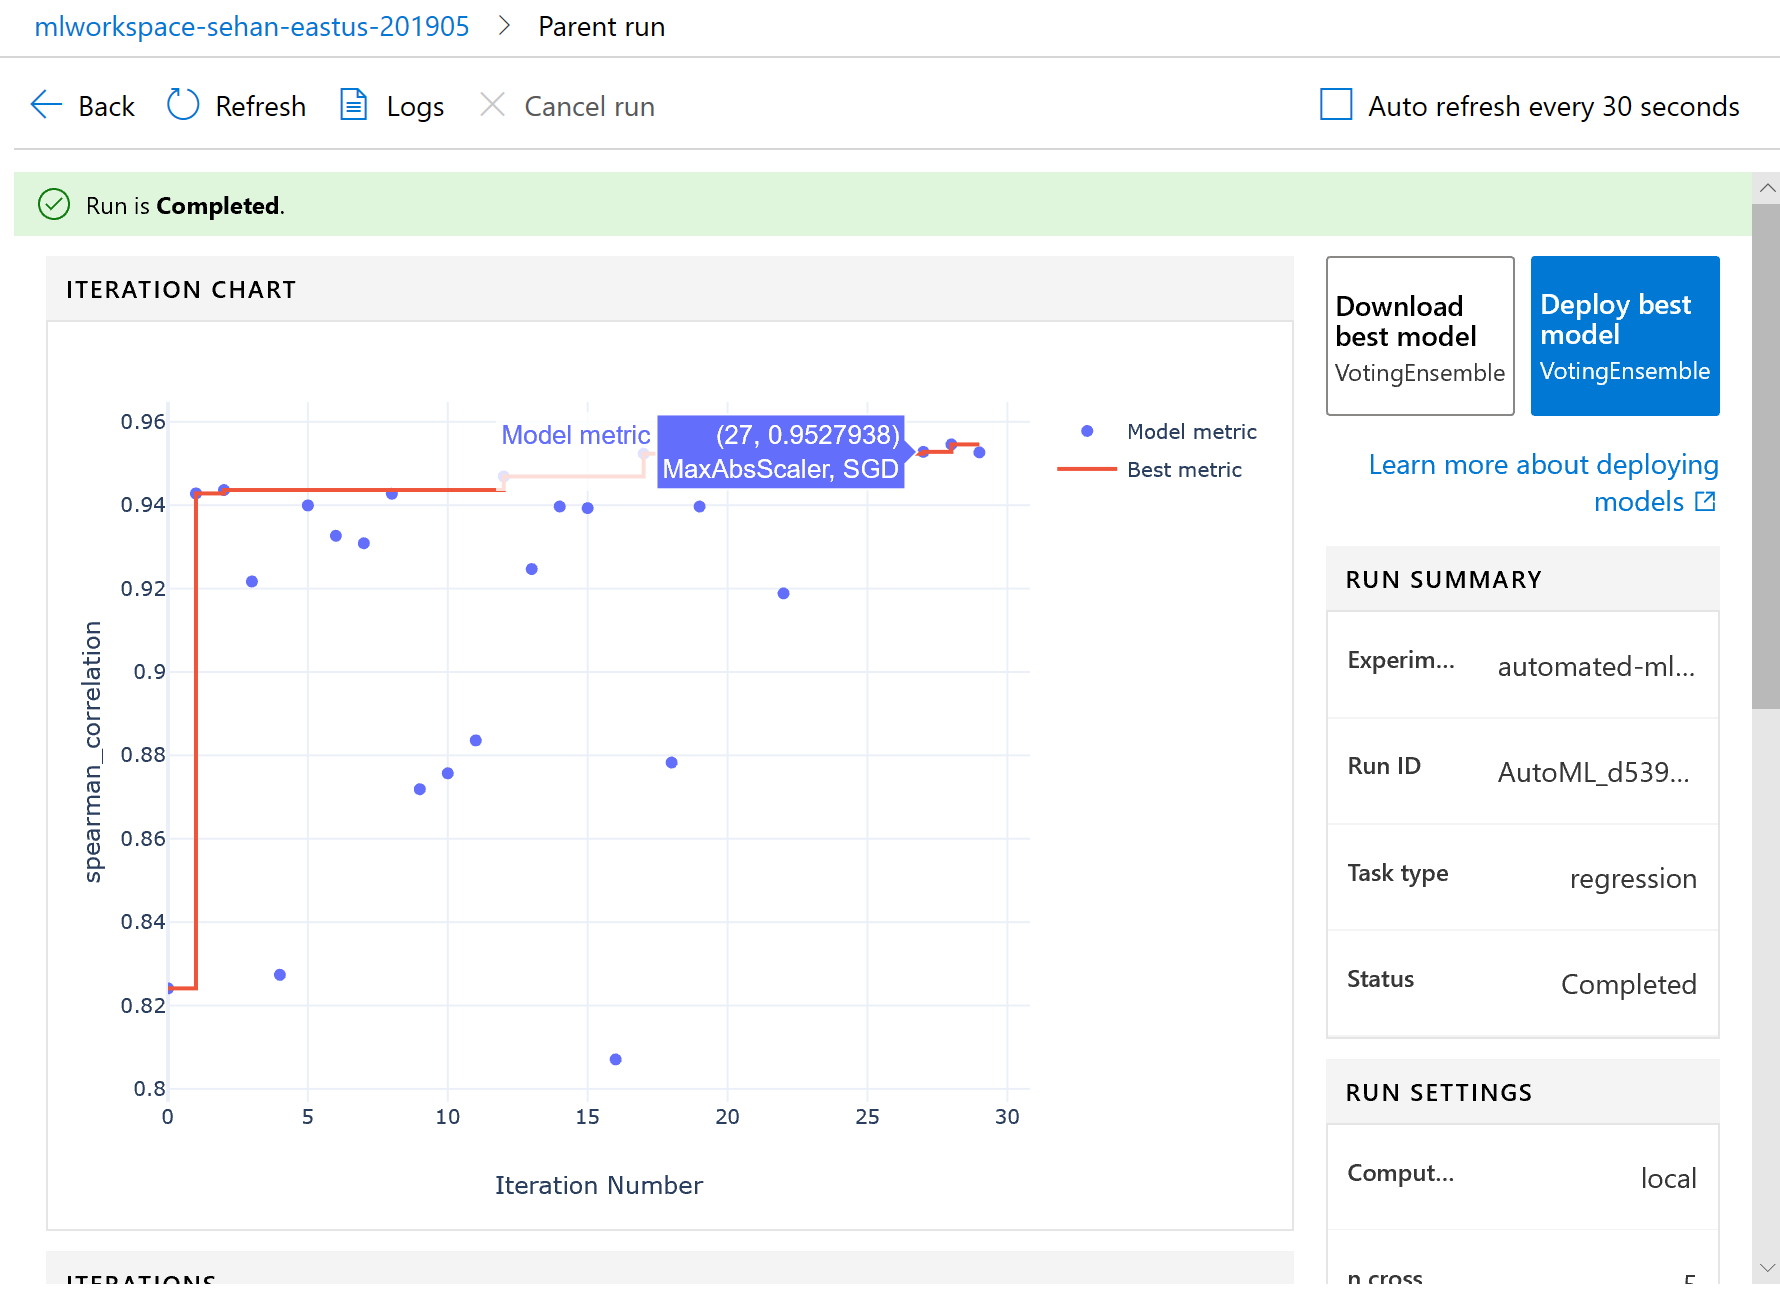 mlworkspace-sehan-eastus-201905 > Parent run
Back Refresh Logs Cancel run Auto refresh every 30 seconds
Run is Completed.
ITERATION CHART
0.96
0.94
0.92
0.9
0.88
0.86
0.84
0.82
0.8
spearman_correlation
0 5 10 15 20 25 30
Iteration Number
Model metric
(27, 0.9527938)
MaxAbsScaler, SGD
Model metric
Best metric
ITERATIONS
Download
best model
VotingEnsemble
Deploy best
model
VotingEnsemble
Learn more about deploying
models
RUN SUMMARY
Experim... automated-ml...
Run ID AutoML_d539...
Task type regression
Status Completed
RUN SETTINGS
Comput... local
n cross 5